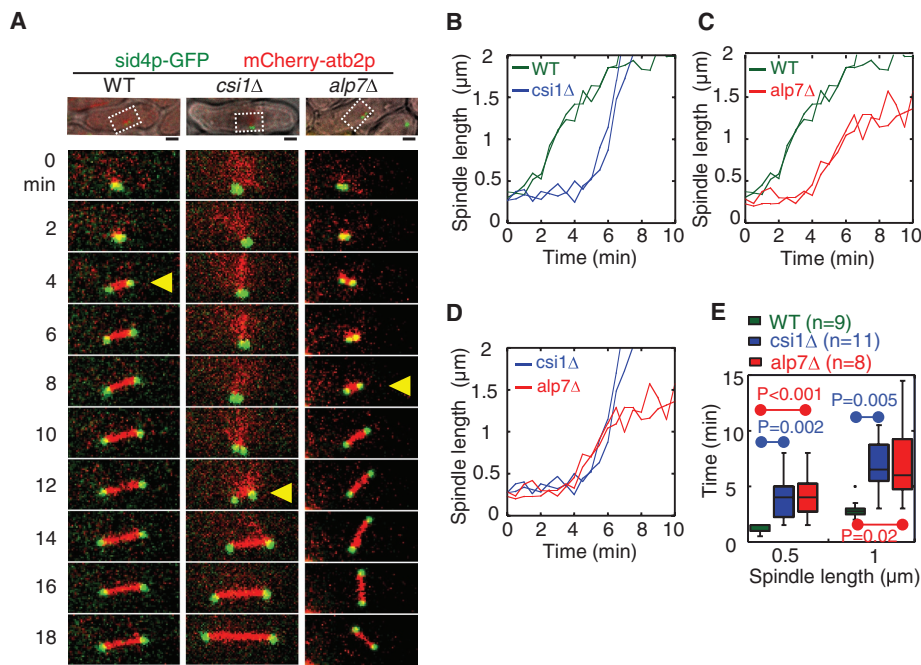 A
sid4p-GFP mCherry-atb2p
WT csi1Δ alp7Δ
0
min
2
4
6
8
10
12
14
16
18
B
WT
csi1Δ
2
1.5
1
0.5
0
0 2 4 6 8 10
Spindle length (μm)
Time (min)
C
WT
alp7Δ
2
1.5
1
0.5
0
0 2 4 6 8 10
Spindle length (μm)
Time (min)
D
csi1Δ
alp7Δ
2
1.5
1
0.5
0
0 2 4 6 8 10
Spindle length (μm)
Time (min)
E
WT (n=9)
csi1Δ (n=11)
alp7Δ (n=8)
15
10
5
0
Time (min)
P<0.001
P=0.002
P=0.005
P=0.02
0.5 1
Spindle length (μm)